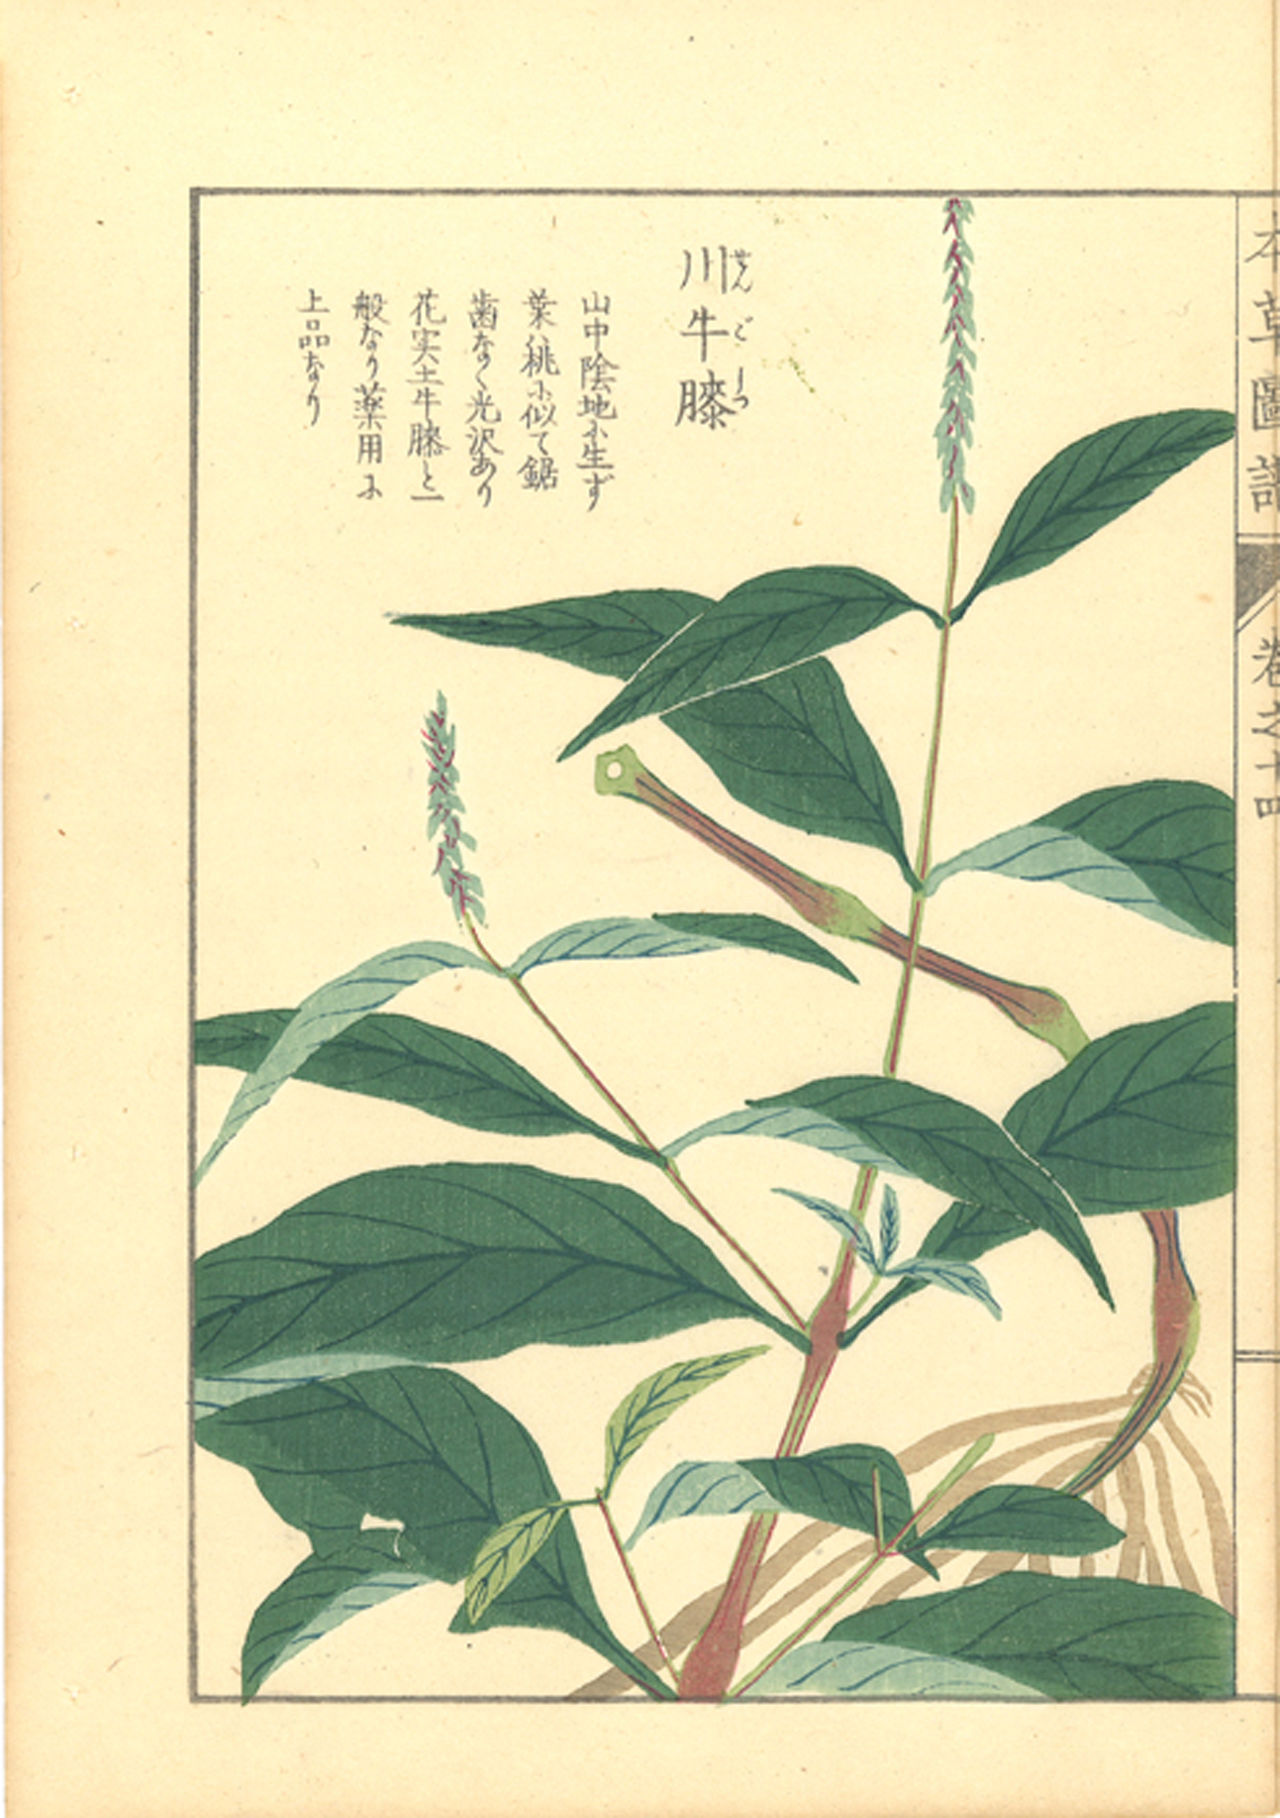 本草圖譜
巻之十四
川牛膝
せんごしつ
山中陰地に生ず
葉ハ桃に似て鋸
歯なく光沢あり
花実土牛膝と一
般なり薬用に
上品なり